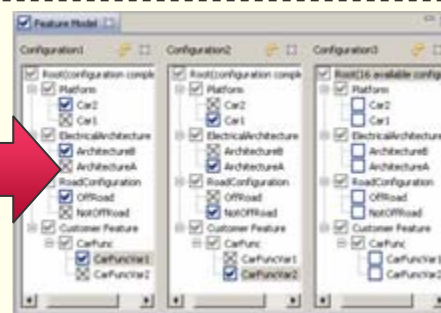 Feature Model
Configuration1
Root(configuration comple
Platform
Car2
Car1
ElectricalArchitecture
ArchitectureB
ArchitectureA
RoadConfiguration
OffRoad
NotOffRoad
Customer Feature
CarFunc
CarFuncVar1
CarFuncVar2
Configuration2
Root(configuration comple
Platform
Car2
Car1
ElectricalArchitecture
ArchitectureB
ArchitectureA
RoadConfiguration
OffRoad
NotOffRoad
Customer Feature
CarFunc
CarFuncVar1
CarFuncVar2
Configuration3
Root(16 available configu
Platform
Car2
Car1
ElectricalArchitecture
ArchitectureB
ArchitectureA
RoadConfiguration
OffRoad
NotOffRoad
Customer Feature
CarFunc
CarFuncVar1
CarFuncVar2